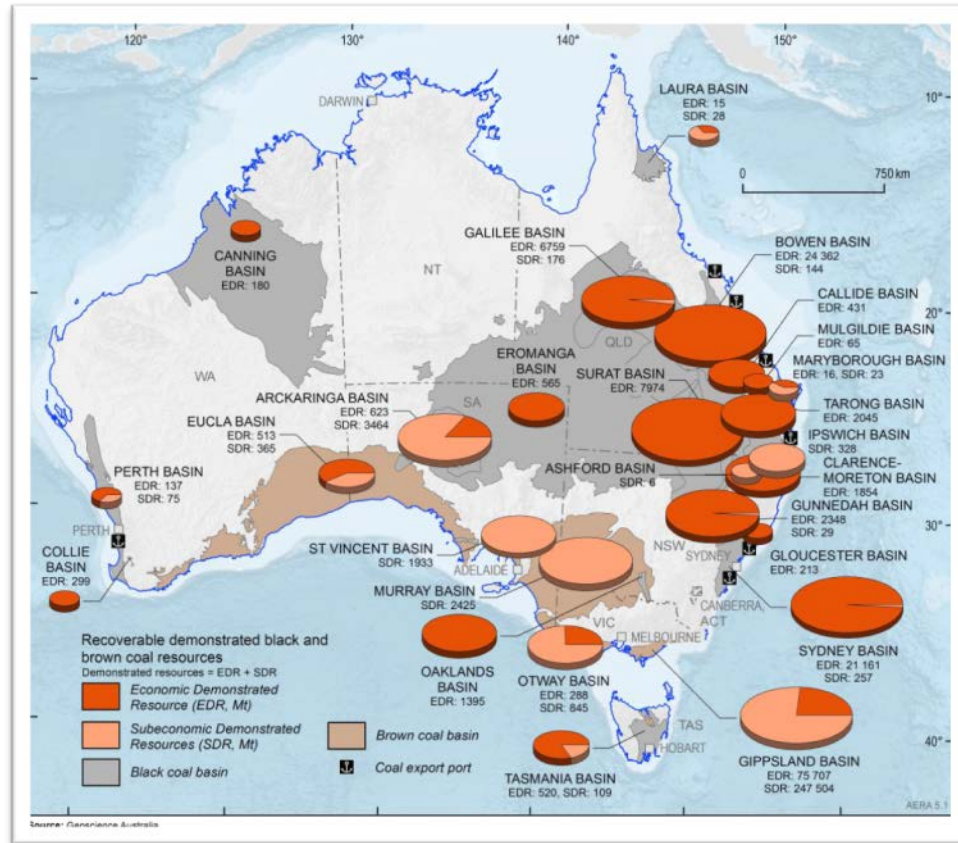 120°
130°
140°
150°
10°
20°
30°
40°
DARWIN
LAURA BASIN
EDR: 15
SDR: 28
0
750 km
GALILEE BASIN
EDR: 6759
SDR: 176
BOWEN BASIN
EDR: 24 362
SDR: 144
CANNING
BASIN
EDR: 180
NT
CALLIDE BASIN
EDR: 431
MULGILDIE BASIN
EDR: 65
QLD
EROMANGA
BASIN
EDR: 565
SURAT BASIN
EDR: 7974
MARYBOROUGH BASIN
EDR: 16, SDR: 23
WA
ARCKARINGA BASIN
EDR: 623
SDR: 3464
SA
TARONG BASIN
EDR: 2045
EUCLA BASIN
EDR: 513
SDR: 365
IPSWICH BASIN
SDR: 328
ASHFORD BASIN
SDR: 6
CLARENCE-
MORETON BASIN
EDR: 1854
PERTH BASIN
EDR: 137
SDR: 75
GUNNEDAH BASIN
EDR: 2348
SDR: 29
PERTH
ST VINCENT BASIN
SDR: 1933
NSW
SYDNEY
GLOUCESTER BASIN
EDR: 213
COLLIE
BASIN
EDR: 299
ADELAIDE
MURRAY BASIN
SDR: 2425
CANBERRA,
ACT
VIC
MELBOURNE
SYDNEY BASIN
EDR: 21 161
SDR: 257
OAKLANDS
BASIN
EDR: 1395
OTWAY BASIN
EDR: 288
SDR: 845
TAS
HOBART
GIPPSLAND BASIN
EDR: 75 707
SDR: 247 504
TASMANIA BASIN
EDR: 520, SDR: 109
Recoverable demonstrated black and
brown coal resources
Demonstrated resources = EDR + SDR
Economic Demonstrated
Resource (EDR, Mt)
Subeconomic Demonstrated
Resources (SDR, Mt)
Black coal basin
Brown coal basin
Coal export port
AERA 5.1
Source: Geoscience Australia